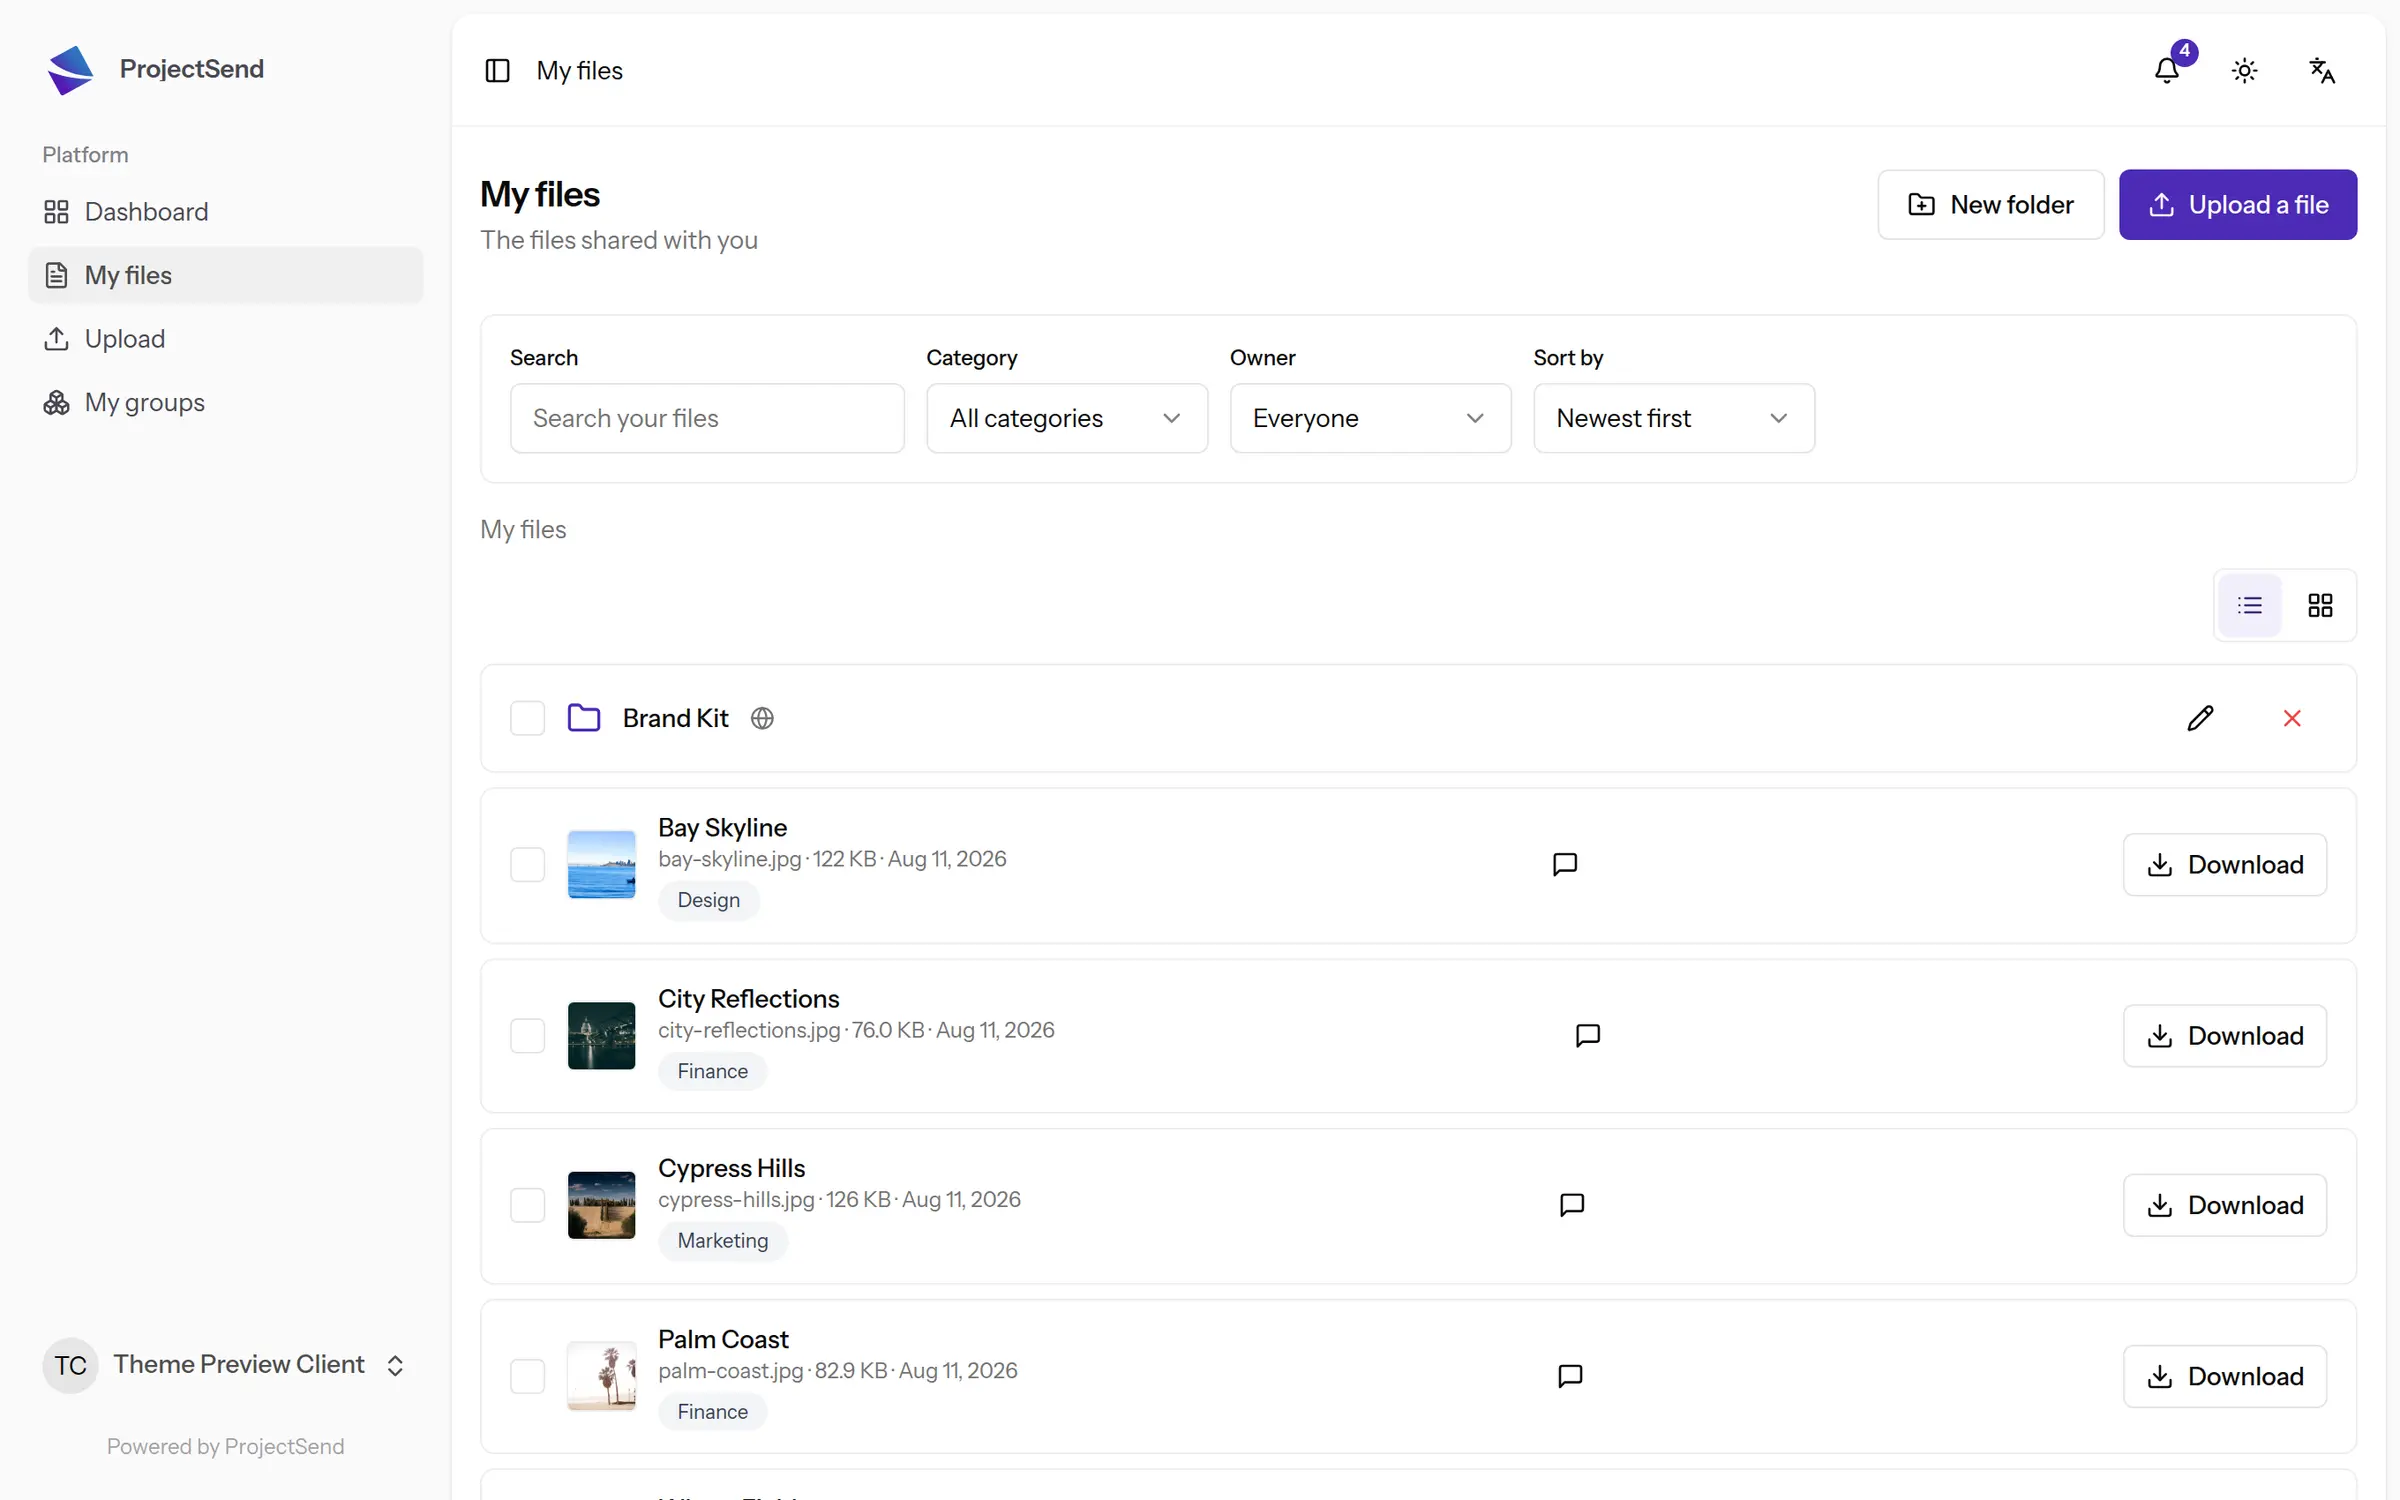 ProjectSend
Platform
Dashboard
My files
Upload
My groups
TC
Theme Preview Client
Powered by ProjectSend
My files
4
My files
The files shared with you
New folder
Upload a file
Search
Category
Owner
Sort by
Search your files
All categories
Everyone
Newest first
My files
Brand Kit
Bay Skyline
bay-skyline.jpg · 122 KB · Aug 11, 2026
Design
Download
City Reflections
city-reflections.jpg · 76.0 KB · Aug 11, 2026
Finance
Download
Cypress Hills
cypress-hills.jpg · 126 KB · Aug 11, 2026
Marketing
Download
Palm Coast
palm-coast.jpg · 82.9 KB · Aug 11, 2026
Finance
Download